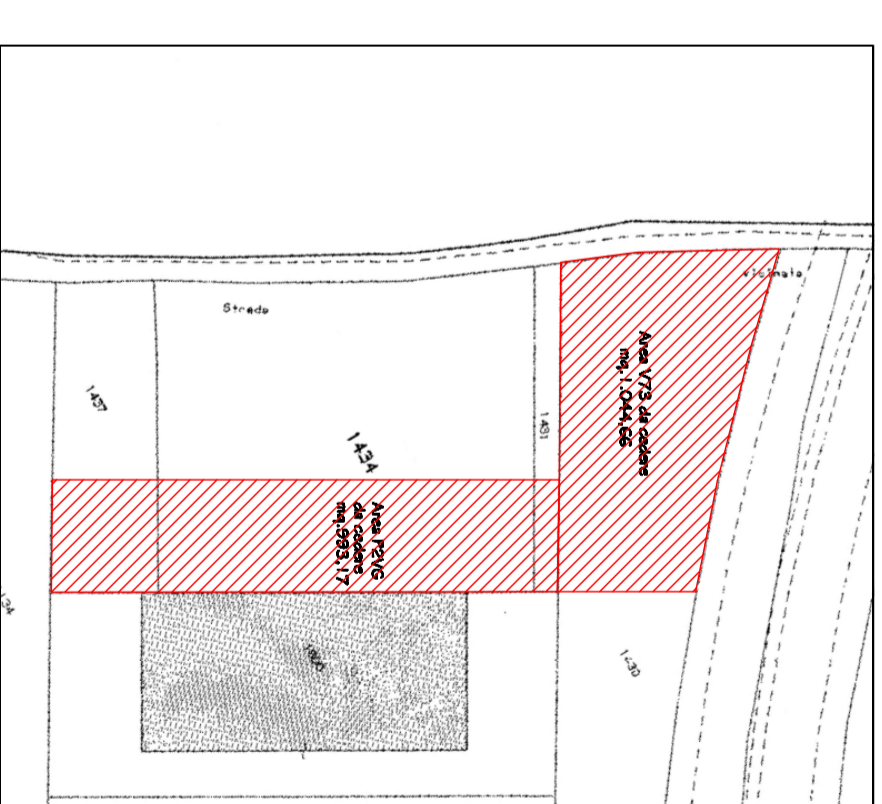 Strada
vicinale
Area V73 da cedere
mq.1.044,66
1437
1434
1431
Area P2VG
da cedere
mq.993,17
1430